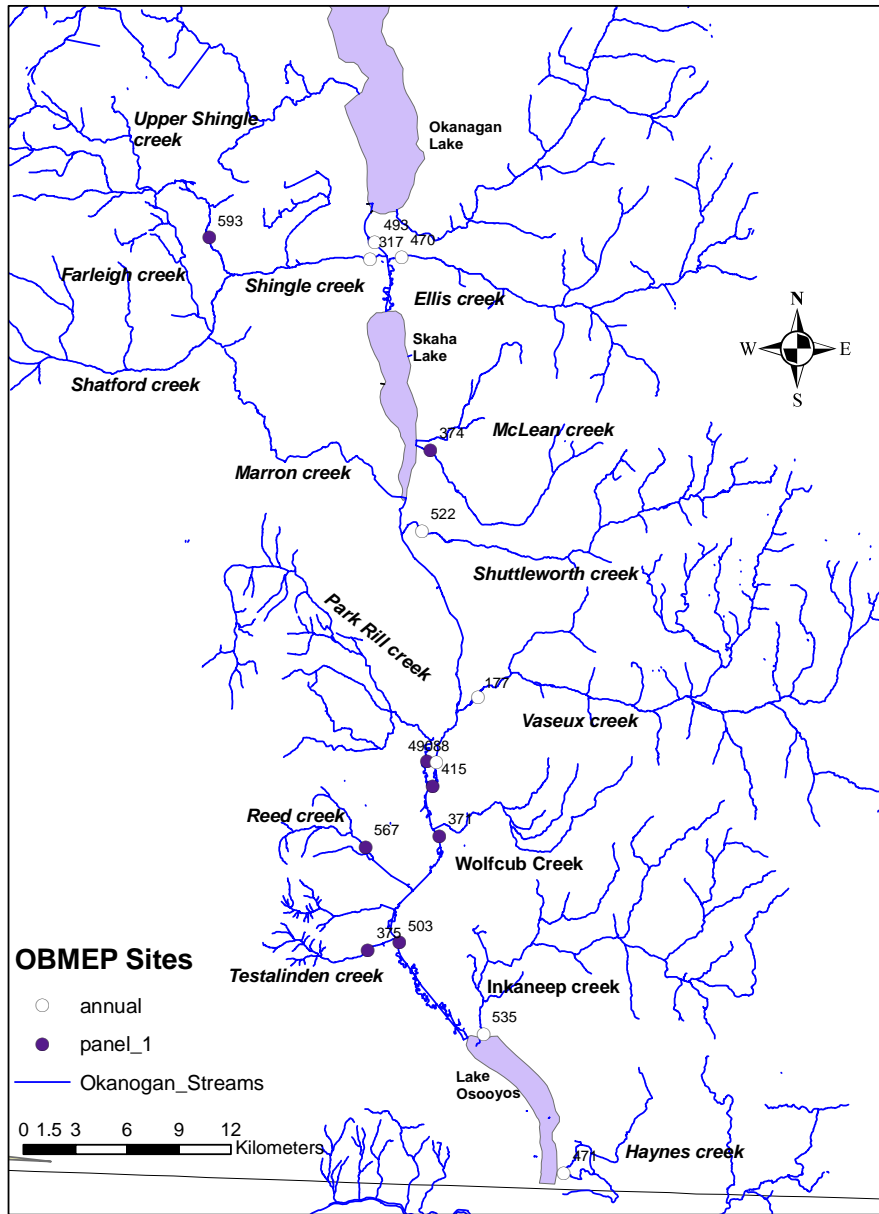 Upper Shingle
creek
Okanagan
Lake
593
493
317
470
Farleigh creek
Shingle creek
Ellis creek
N
W
E
S
Skaha
Lake
Shatford creek
374
McLean creek
Marron creek
522
Shuttleworth creek
Park Rill creek
177
Vaseux creek
415
Reed creek
567
371
Wolfcub Creek
503
375
OBMEP Sites
Testalinden creek
Inkaneep creek
annual
535
panel_1
Okanogan_Streams
Lake
Osooyos
0 1.5 3 6 9 12
Kilometers
Haynes creek
471